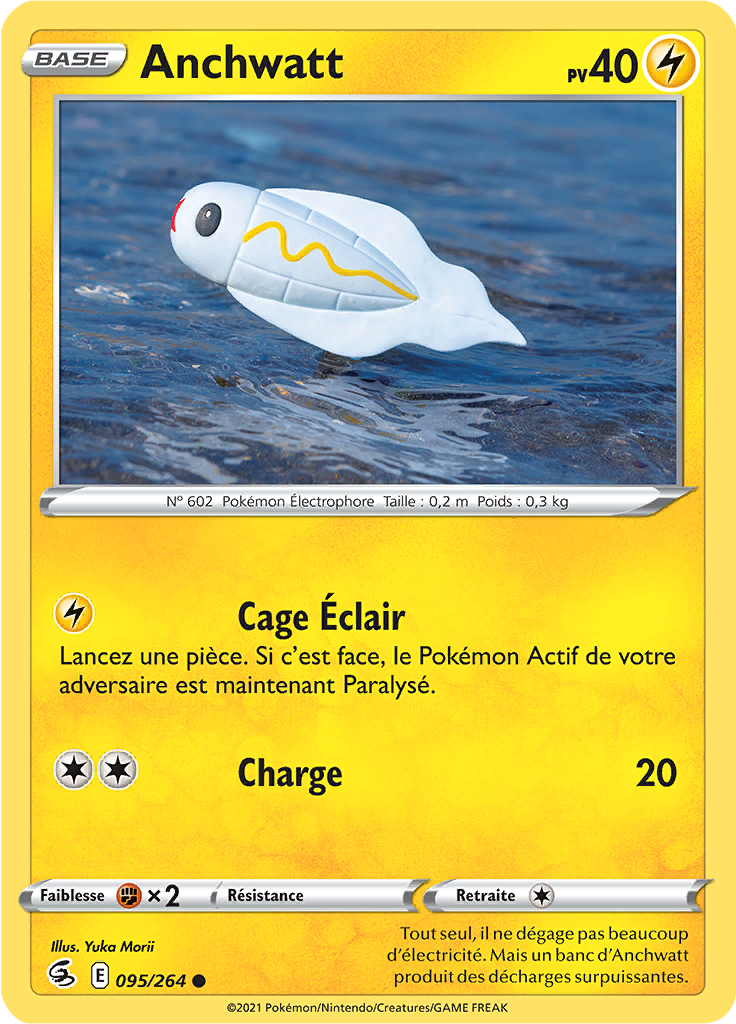 BASE
Anchwatt
PV 40
Nº 602 Pokémon Électrophore Taille : 0,2 m Poids : 0,3 kg
Cage Éclair
Lancez une pièce. Si c'est face, le Pokémon Actif de votre
adversaire est maintenant Paralysé.
Charge 20
Faiblesse ×2 Résistance Retraite
Illus. Yuka Morii
E 095/264
Tout seul, il ne dégage pas beaucoup
d'électricité. Mais un banc d'Anchwatt
produit des décharges surpuissantes.
©2021 Pokémon/Nintendo/Creatures/GAME FREAK